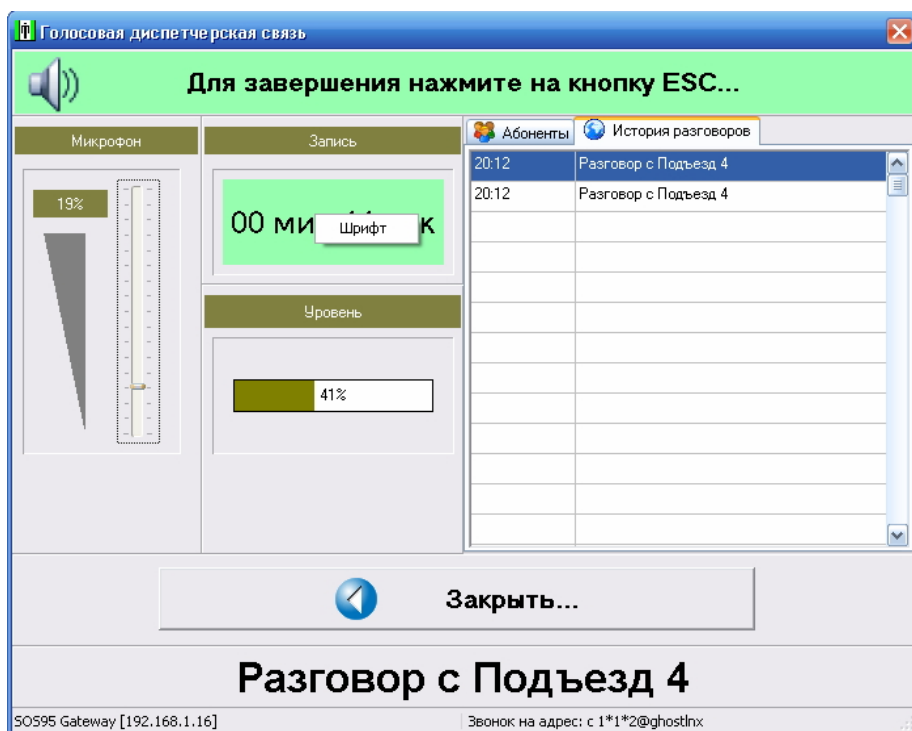 Голосовая диспетчерская связь
Для завершения нажмите на кнопку ESC...
Микрофон
19%
Запись
00 ми
к
Шрифт
Уровень
41%
Абоненты
История разговоров
20:12 Разговор с Подъезд 4
20:12 Разговор с Подъезд 4
Закрыть...
Разговор с Подъезд 4
SOS95 Gateway [192.168.1.16]
Звонок на адрес: с 1*1*2@ghostlnx